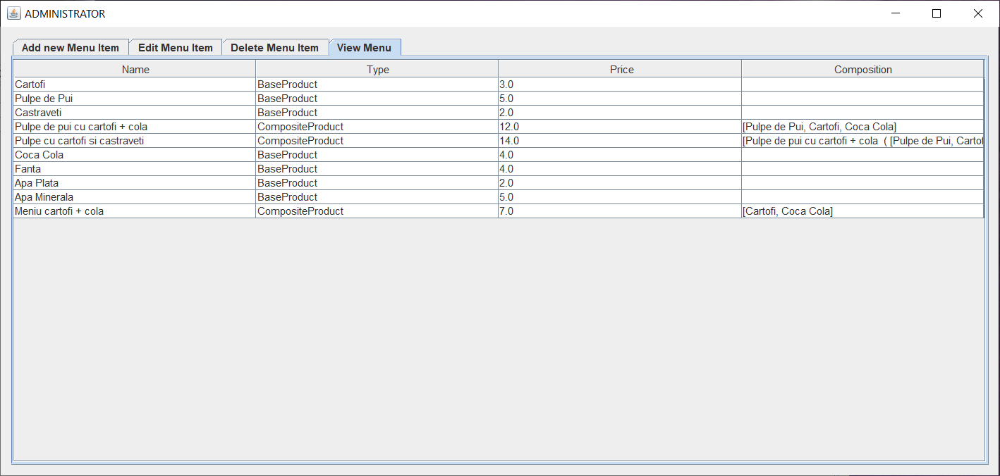 ADMINISTRATOR
Add new Menu Item Edit Menu Item Delete Menu Item View Menu
Name Type Price Composition
Cartofi BaseProduct 3.0
Pulpe de Pui BaseProduct 5.0
Castraveti BaseProduct 2.0
Pulpe de pui cu cartofi + cola CompositeProduct 12.0 [Pulpe de Pui, Cartofi, Coca Cola]
Pulpe cu cartofi si castraveti CompositeProduct 14.0 [Pulpe de pui cu cartofi + cola ( [Pulpe de Pui, Cartof
Coca Cola BaseProduct 4.0
Fanta BaseProduct 4.0
Apa Plata BaseProduct 2.0
Apa Minerala BaseProduct 5.0
Meniu cartofi + cola CompositeProduct 7.0 [Cartofi, Coca Cola]